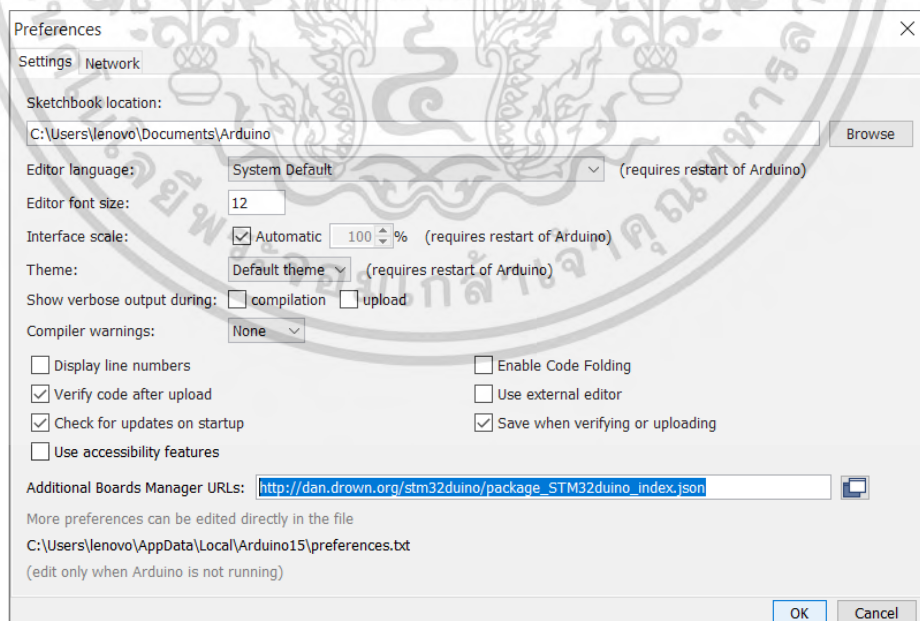 Preferences
Settings Network
Sketchbook location:
C:\Users\lenovo\Documents\Arduino Browse
Editor language: System Default (requires restart of Arduino)
Editor font size: 12
Interface scale: Automatic 100 % (requires restart of Arduino)
Theme: Default theme (requires restart of Arduino)
Show verbose output during: compilation upload
Compiler warnings: None
Display line numbers Enable Code Folding
Verify code after upload Use external editor
Check for updates on startup Save when verifying or uploading
Use accessibility features
Additional Boards Manager URLs: http://dan.drown.org/stm32duino/package_STM32duino_index.json
More preferences can be edited directly in the file
C:\Users\lenovo\AppData\Local\Arduino15\preferences.txt
(edit only when Arduino is not running)
OK Cancel